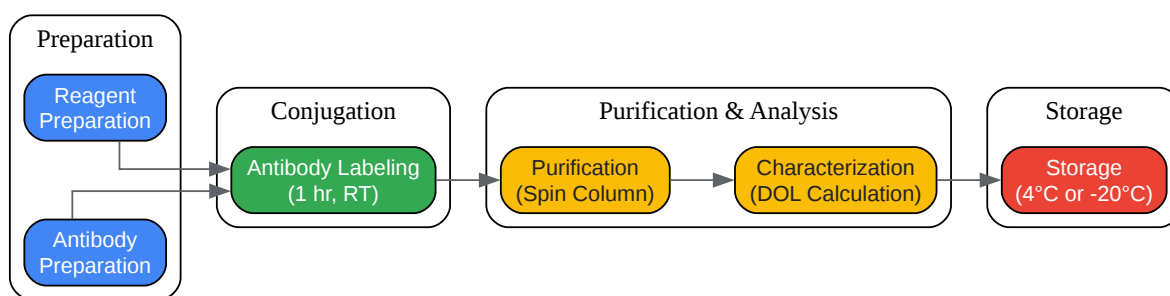 Preparation
Reagent
Preparation
Antibody
Preparation
Conjugation
Antibody Labeling
(1 hr, RT)
Purification & Analysis
Purification
(Spin Column)
Characterization
(DOL Calculation)
Storage
Storage
(4°C or -20°C)